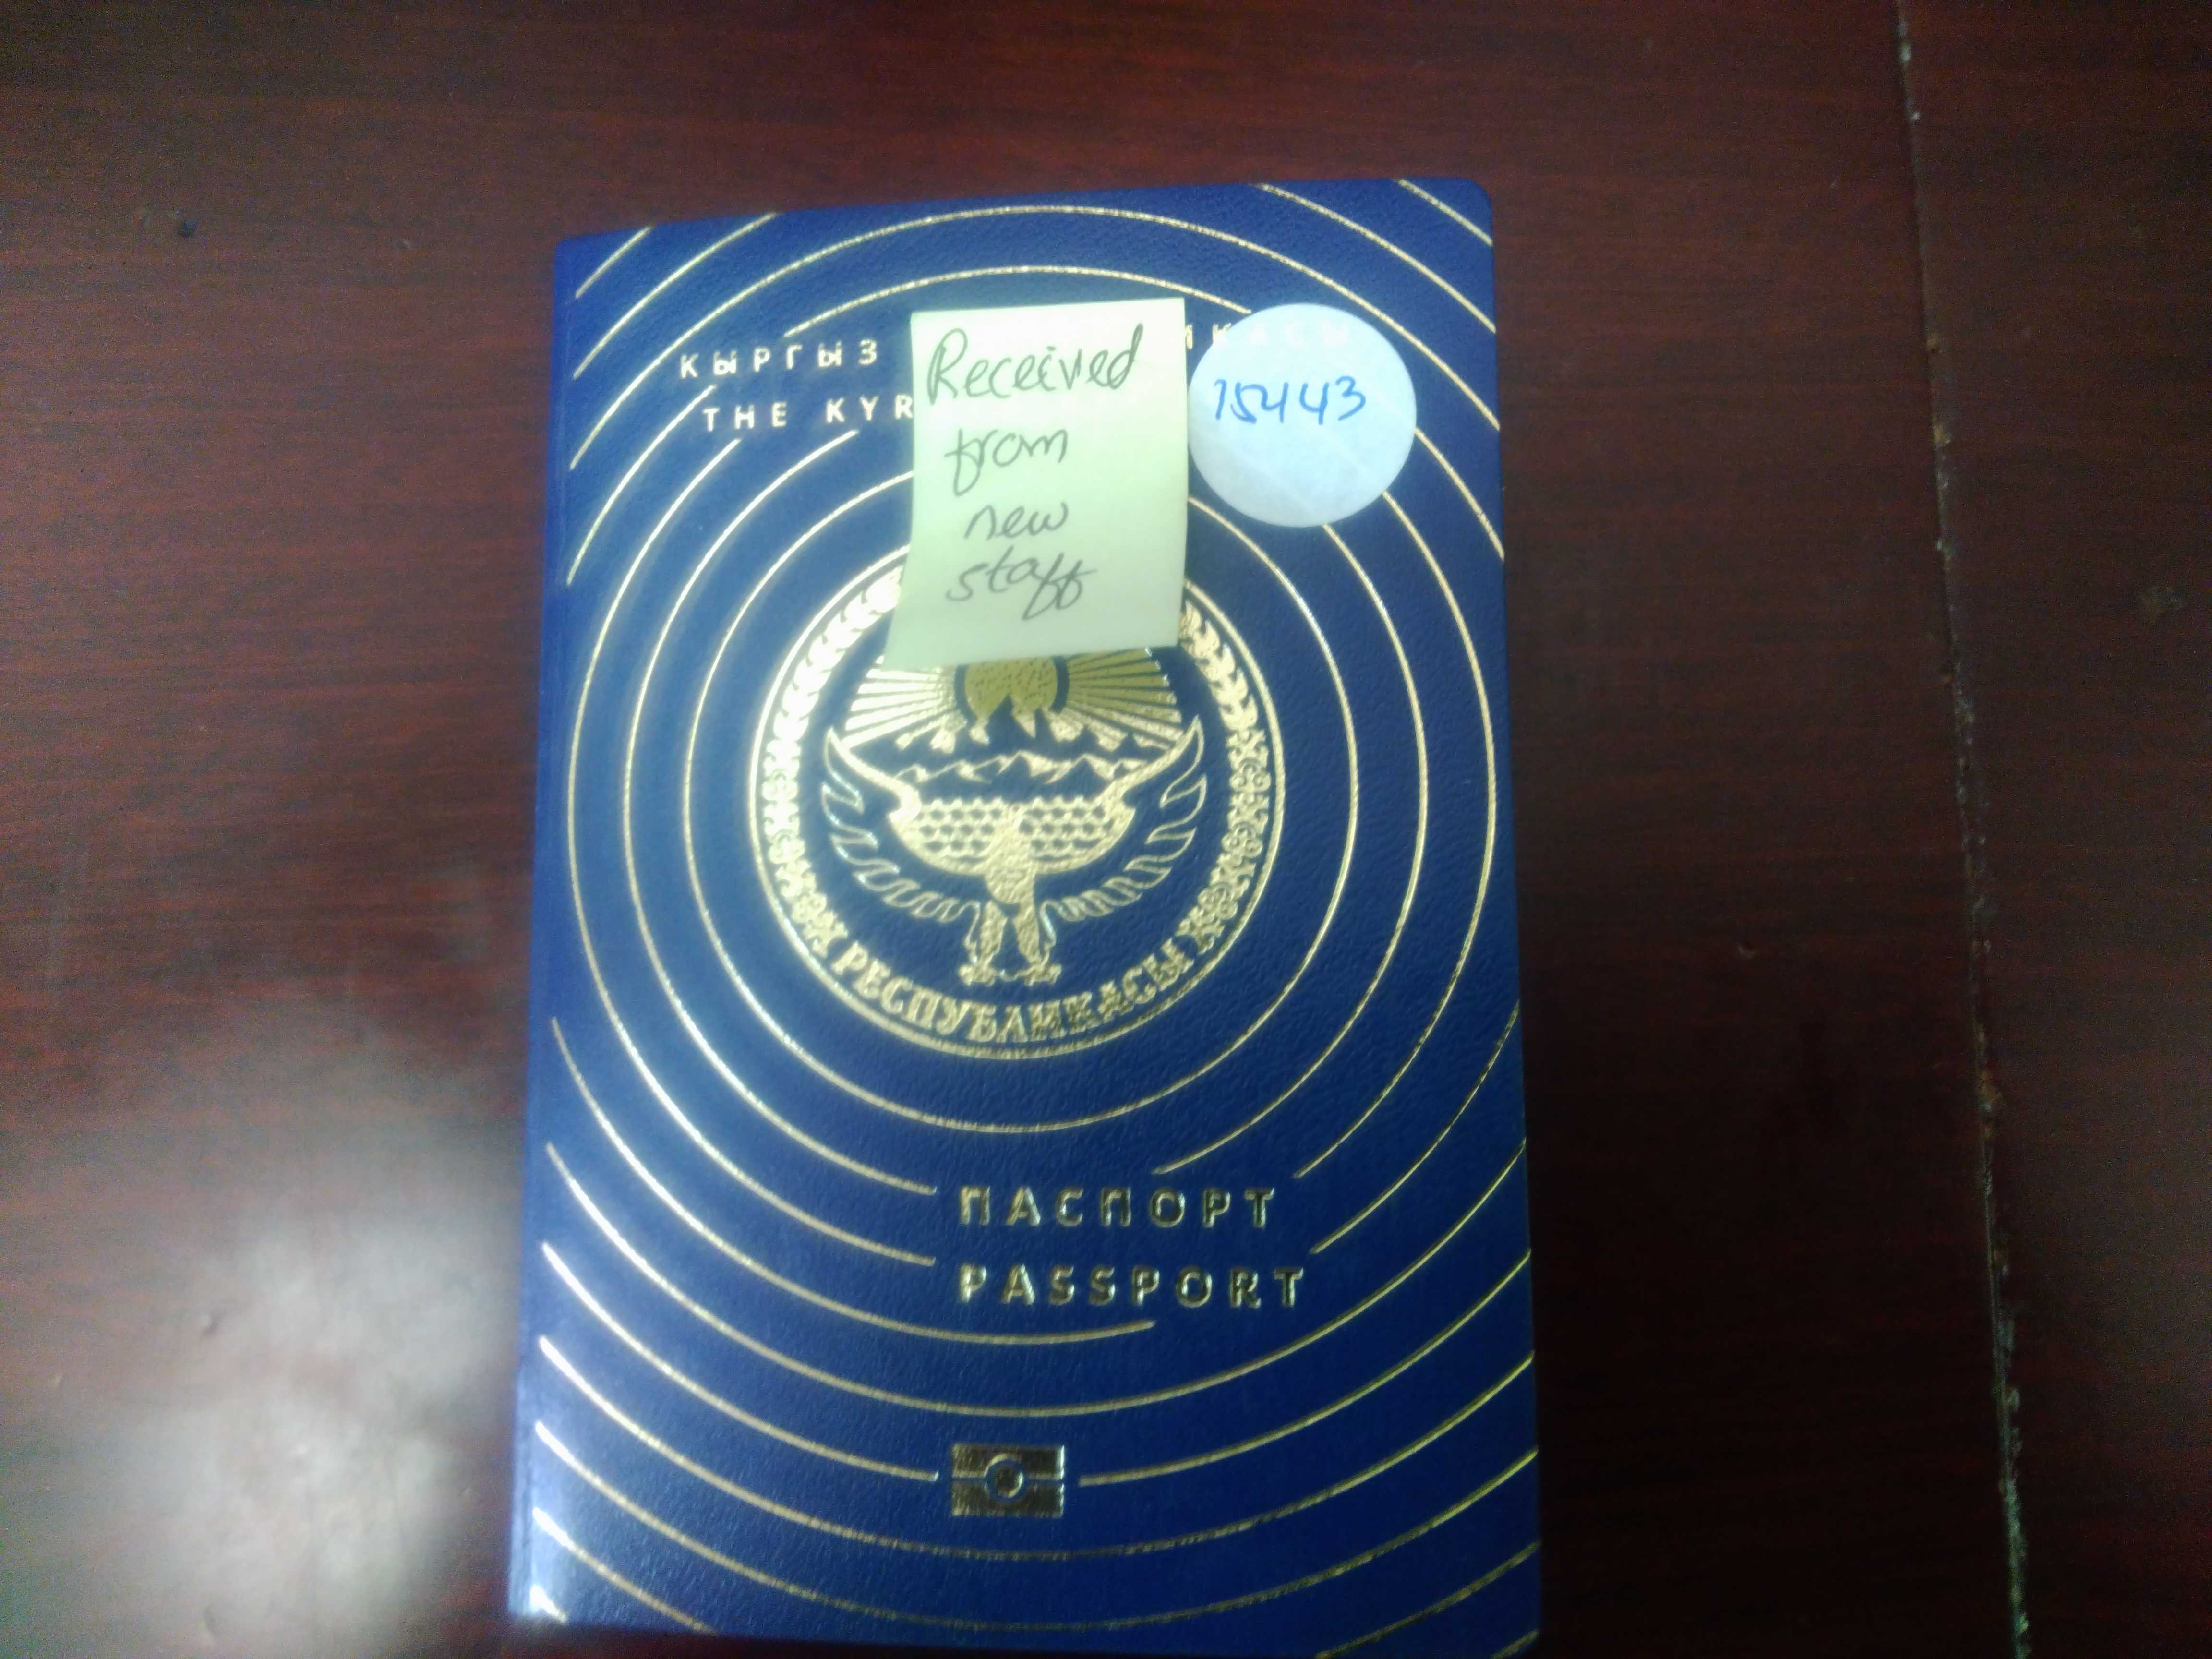 КЫРГЫЗ
THE
Received
from
new
staff
15443
РЕСПУБЛИКАСЫ
ПАСПОРТ
PASSPORT